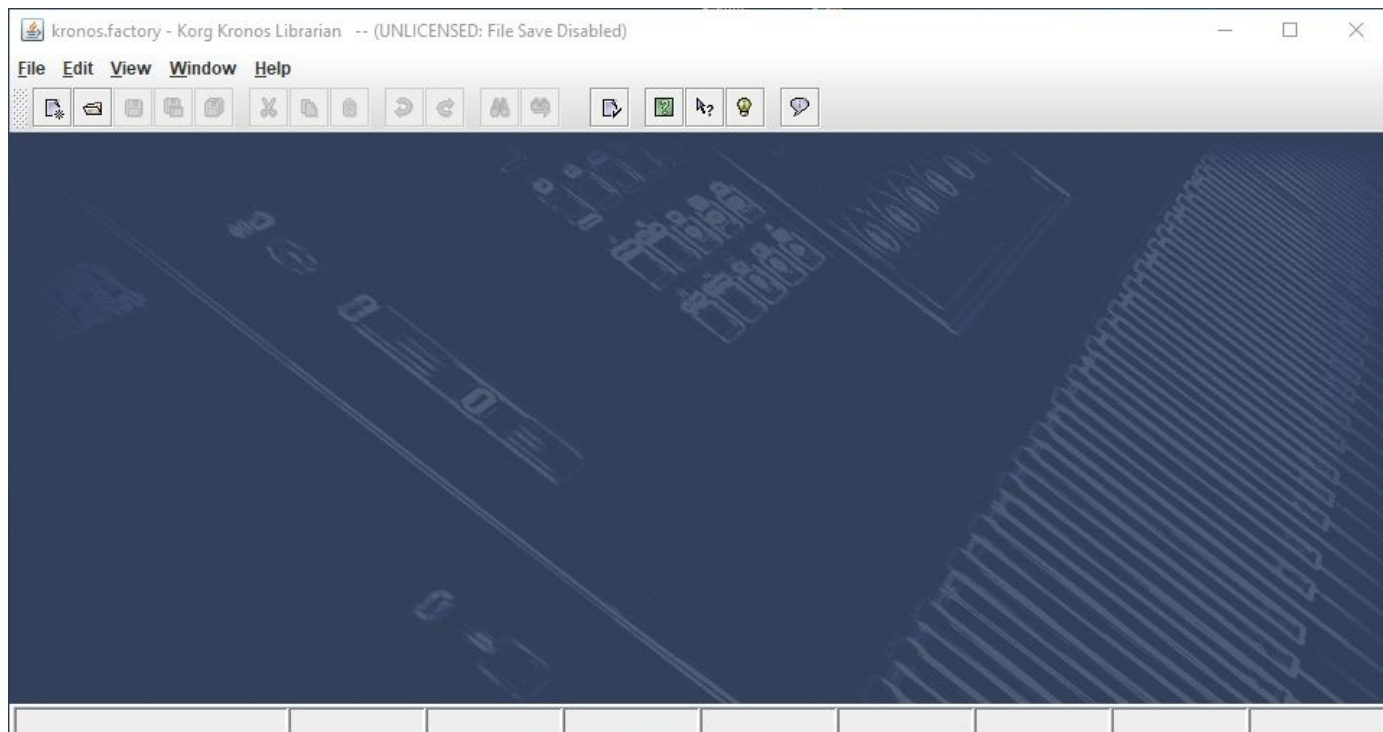 kronos.factory - Korg Kronos Librarian -- (UNLICENSED: File Save Disabled)
File Edit View Window Help